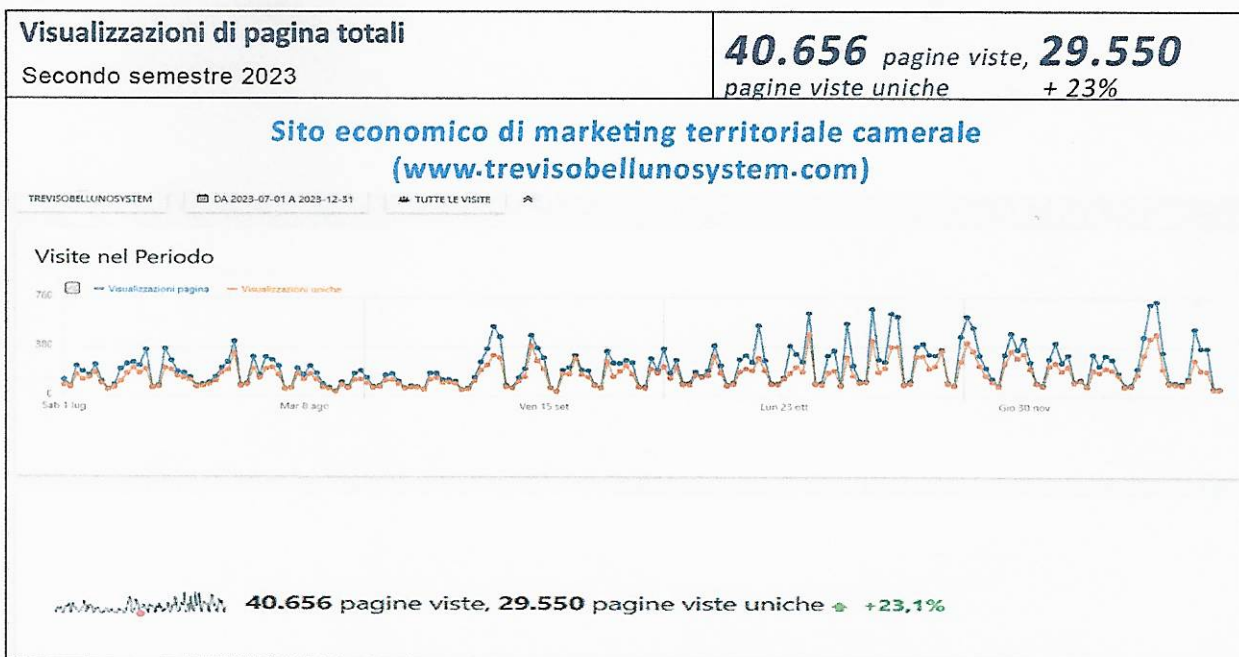 Visualizzazioni di pagina totali
Secondo semestre 2023
40.656 pagine viste, 29.550
pagine viste uniche + 23%
Sito economico di marketing territoriale camerale
(www.trevisobellunosystem.com)
TREVISOBELLUNOSYSTEM DA 2023-07-01 A 2023-12-31 TUTTE LE VISITE
Visite nel Periodo
760 Visualizzazioni pagina Visualizzazioni uniche
380
0
Sab 1 lug Mar 8 ago Ven 15 set Lun 23 ott Gio 30 nov
40.656 pagine viste, 29.550 pagine viste uniche +23,1%